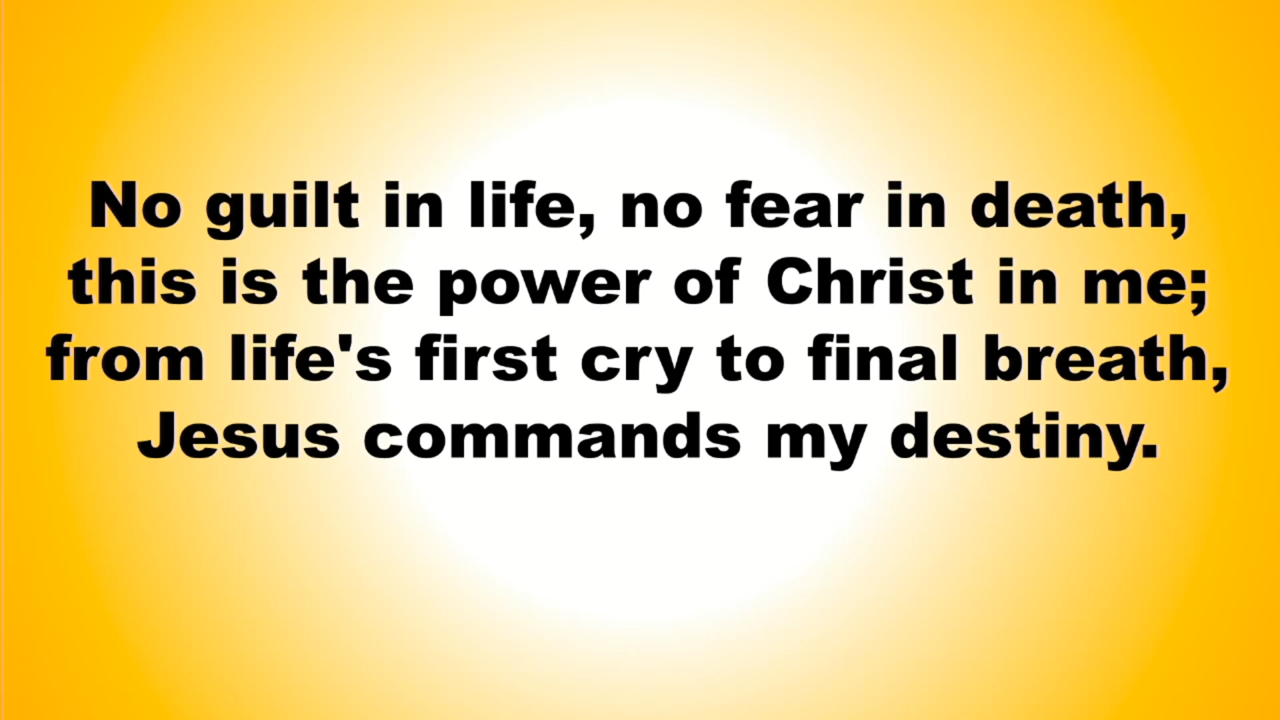 No guilt in life, no fear in death,
this is the power of Christ in me;
from life's first cry to final breath,
Jesus commands my destiny.